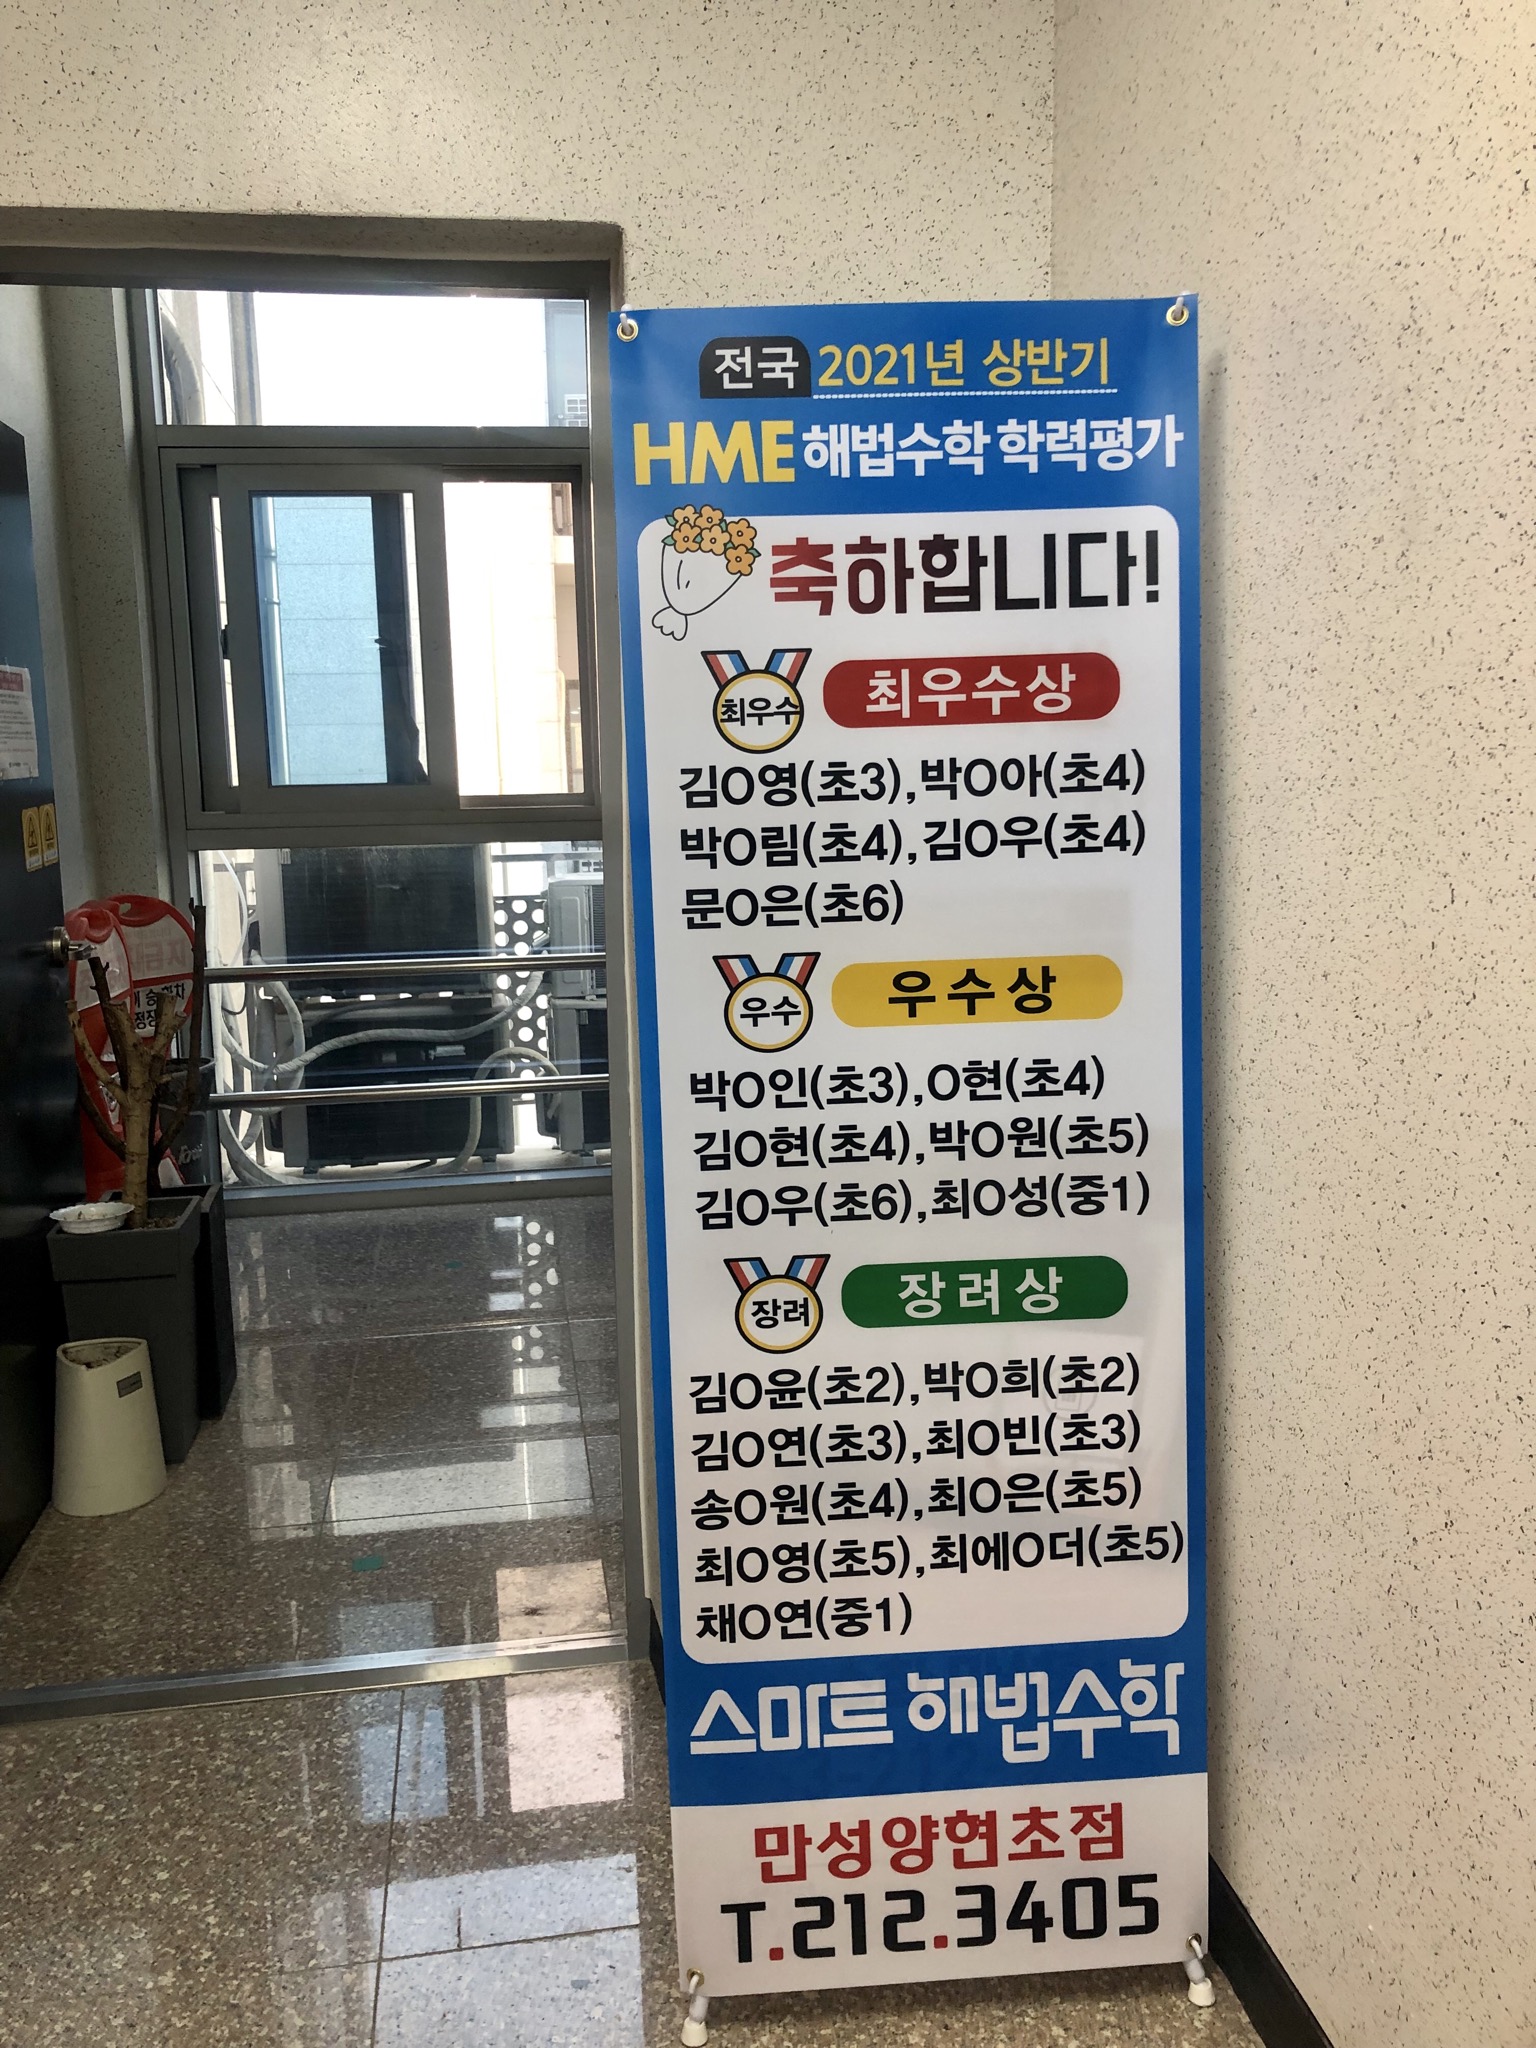 전국 2021년 상반기
HME 해법수학 학력평가
축하합니다!
최우수 최우수상
김O영(초3),박O아(초4)
박O림(초4),김O우(초4)
문O은(초6)
우수 우수상
박O인(초3),O현(초4)
김O현(초4),박O원(초5)
김O우(초6),최O성(중1)
장려 장려상
김O윤(초2),박O희(초2)
김O연(초3),최O빈(초3)
송O원(초4),최O은(초5)
최O영(초5),최에O더(초5)
채O연(중1)
스마트 해법수학
만성양현초점
T.212.3405